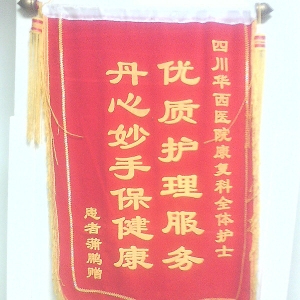 四川华西医院康复科全体护士
优质护理服务
丹心妙手保健康
患者蒲鹏赠